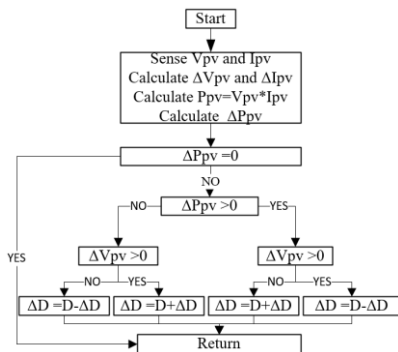 Start
Sense Vpv and Ipv
Calculate ΔVpv and ΔIpv
Calculate Ppv=Vpv*Ipv
Calculate ΔPpv
ΔPpv =0
NO
ΔPpv >0
NO
YES
YES
ΔVpv >0
ΔVpv >0
NO
YES
NO
YES
ΔD =D-ΔD
ΔD =D+ΔD
ΔD =D+ΔD
ΔD =D-ΔD
Return